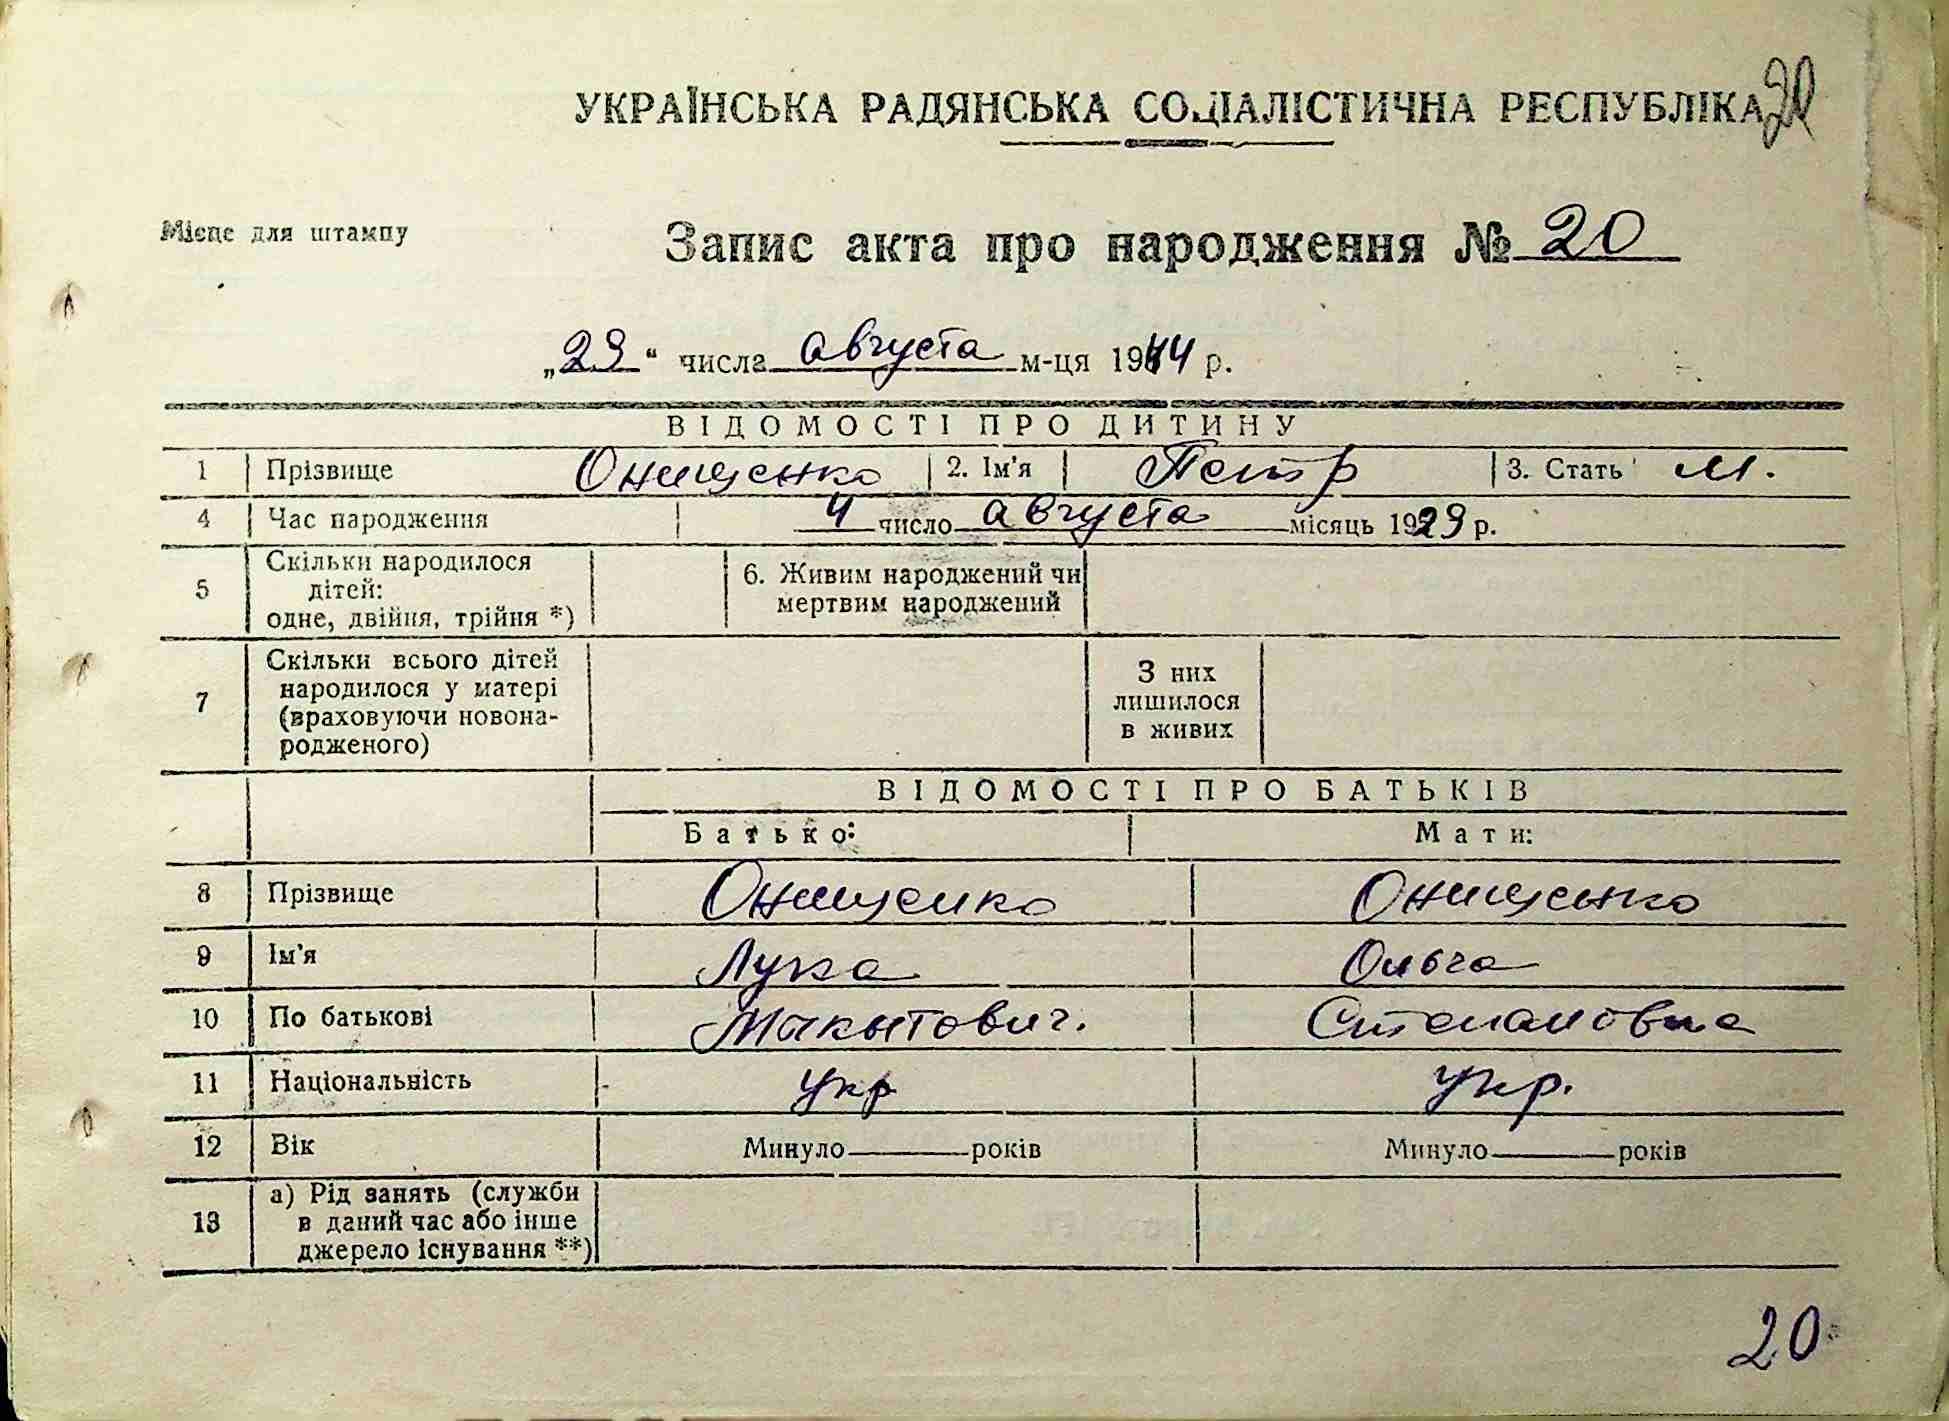 20
УКРАЇНСЬКА РАДЯНСЬКА СОЦІАЛІСТИЧНА РЕСПУБЛІКА
Місце для штампу
Запис акта про народження № 20
„29“ числа августа м-ця 1944 р.
ВІДОМОСТІ ПРО ДИТИНУ
1 Прізвище Онищенко 2. Ім'я Петр 3. Стать М.
4 Час народження 4 число августа місяць 1929 р.
5 Скільки народилося дітей: одне, двійня, трійня *) 6. Живим народжений чи мертвим народжений
7 Скільки всього дітей народилося у матері (враховуючи новонародженого) З них лишилося в живих
ВІДОМОСТІ ПРО БАТЬКІВ
Батько: Мати:
8 Прізвище Онищенко Онищенко
9 Ім'я Лука Ольга
10 По батькові Мыкытович. Степановна
11 Національність укр укр.
12 Вік Минуло років Минуло років
13 а) Рід занять (служби в даний час або інше джерело існування **)
20